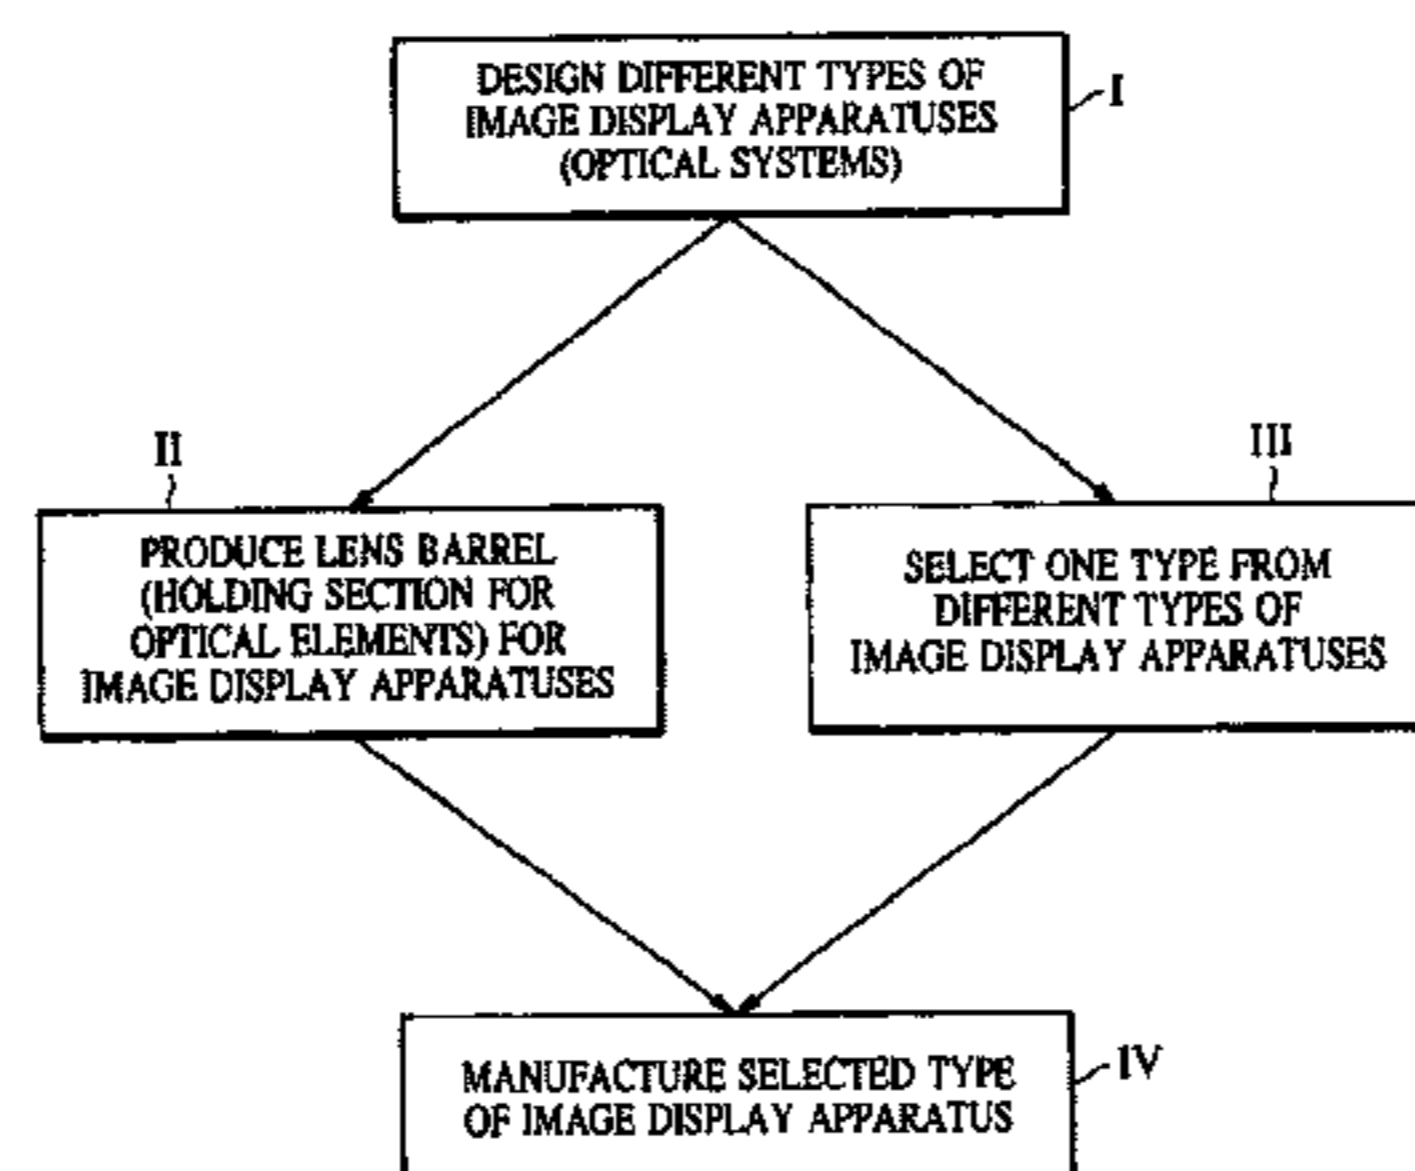 DESIGN DIFFERENT TYPES OF
IMAGE DISPLAY APPARATUSES
(OPTICAL SYSTEMS)
I
II
PRODUCE LENS BARREL
(HOLDING SECTION FOR
OPTICAL ELEMENTS) FOR
IMAGE DISPLAY APPARATUSES
III
SELECT ONE TYPE FROM
DIFFERENT TYPES OF
IMAGE DISPLAY APPARATUSES
MANUFACTURE SELECTED TYPE
OF IMAGE DISPLAY APPARATUS
IV